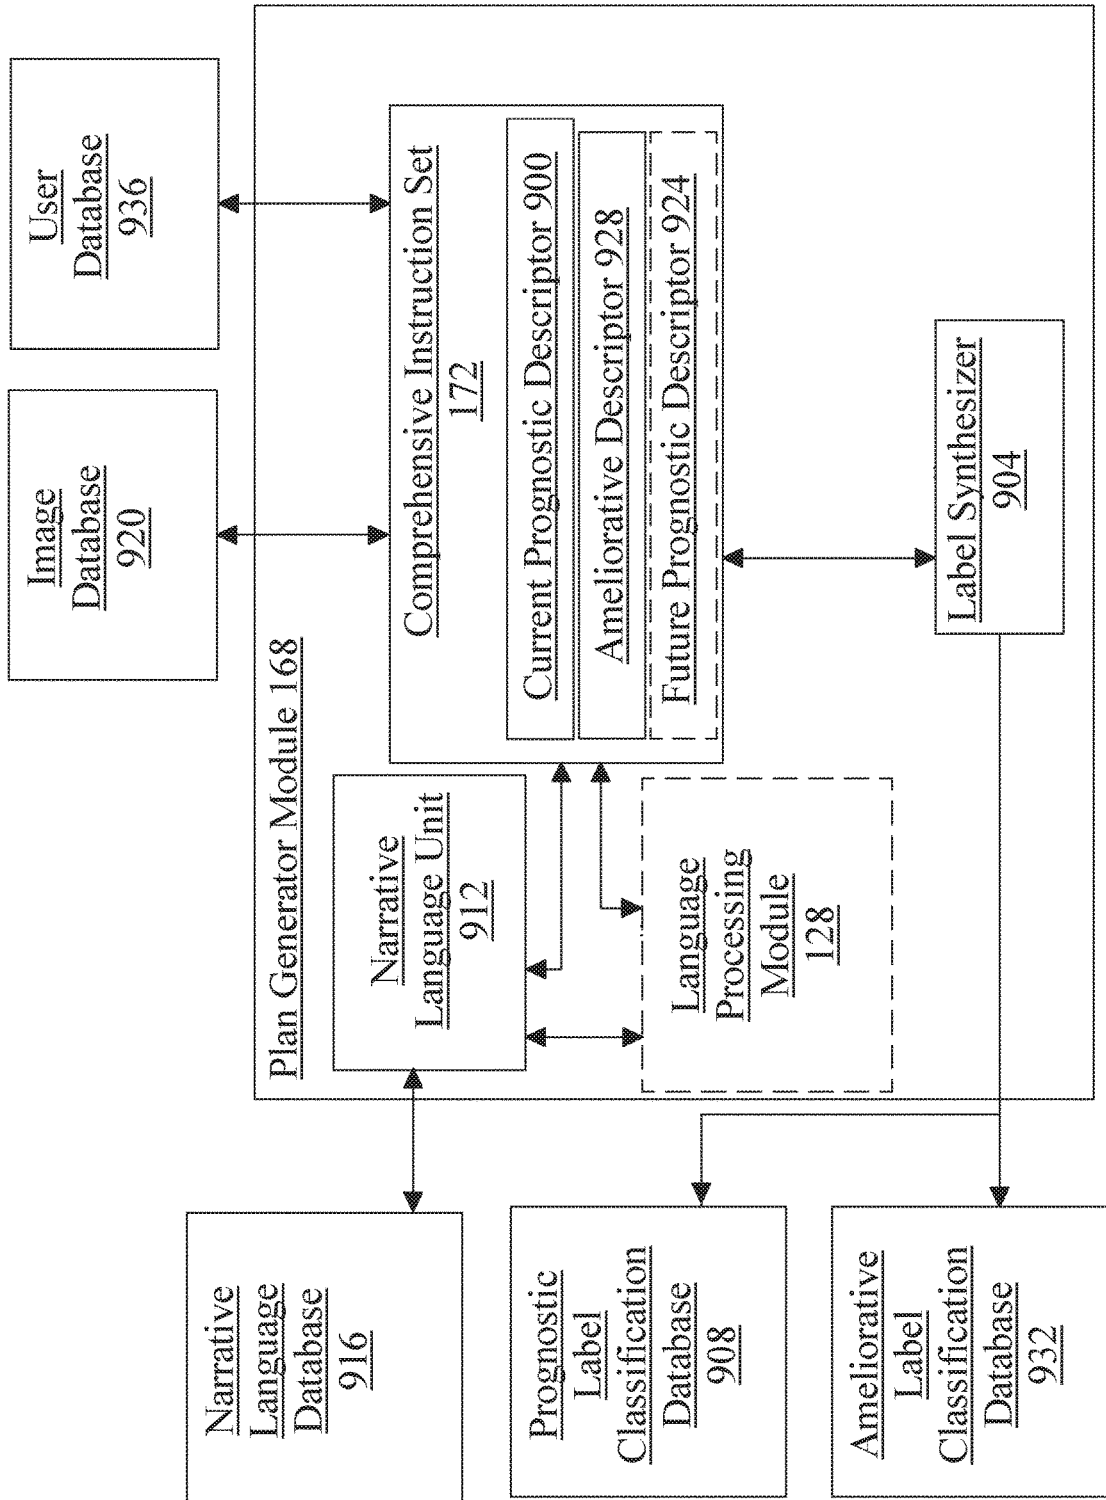 Plan Generator Module 168
Image
Database
920
User
Database
936
Narrative
Language Database
916
Narrative
Language Unit
912
Comprehensive Instruction Set
172
Current Prognostic Descriptor 900
Ameliorative Descriptor 928
Future Prognostic Descriptor 924
Prognostic
Label
Classification
Database
908
Language
Processing
Module
128
Ameliorative
Label
Classification
Database
932
Label Synthesizer
904